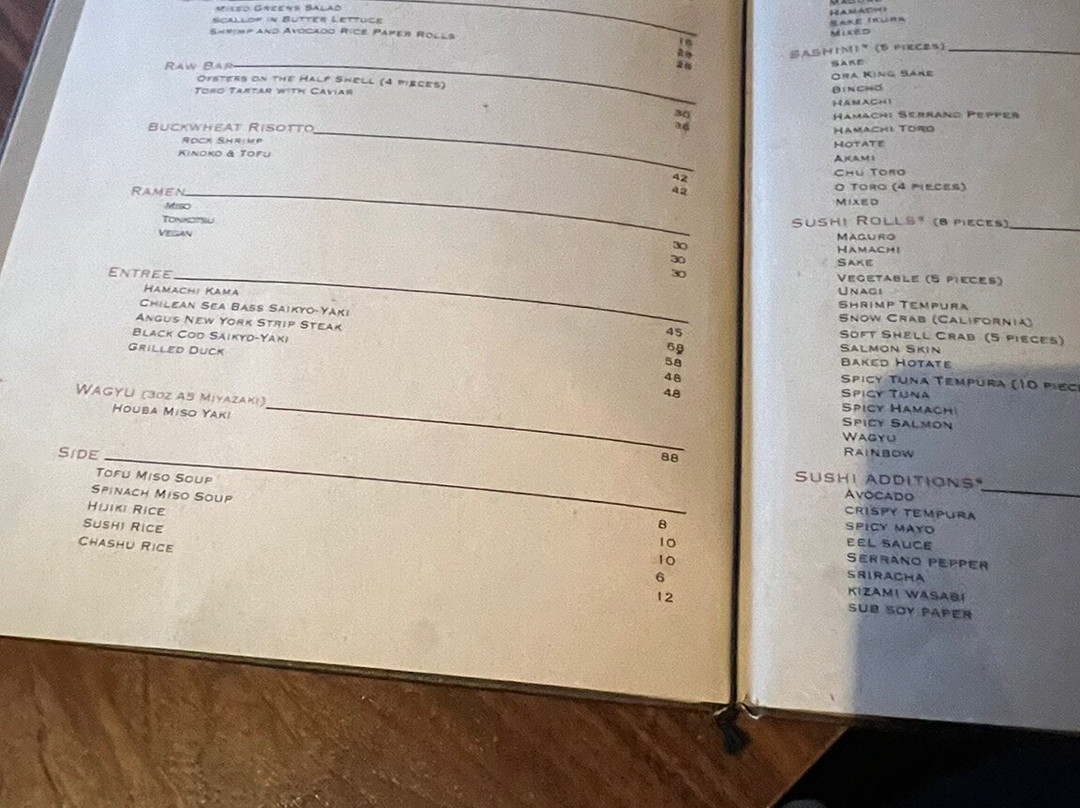 Mixed Greens Salad
Scallop in Butter Lettuce
Shrimp and Avocado Rice Paper Rolls
28
Raw Bar
Oysters on the Half Shell (4 pieces) 30
Toro Tartar with Caviar 36
Buckwheat Risotto
Rock Shrimp 42
Kinoko & Tofu 42
Ramen
Miso 30
Tonkotsu 30
Vegan 30
Entree
Hamachi Kama 45
Chilean Sea Bass Saikyo-Yaki
Angus New York Strip Steak 58
Black Cod Saikyo-Yaki 48
Grilled Duck 48
Wagyu (3oz A5 Miyazaki)
Houba Miso Yaki 88
Side
Tofu Miso Soup 8
Spinach Miso Soup 10
Hijiki Rice 10
Sushi Rice 6
Chashu Rice 12
Hamachi
Sake Ikura
Mixed
Sashimi* (5 pieces)
Sake
Ora King Sake
Bincho
Hamachi
Hamachi Serrano Pepper
Hamachi Toro
Hotate
Akami
Chu Toro
O Toro (4 pieces)
Mixed
Sushi Rolls* (8 pieces)
Maguro
Hamachi
Sake
Vegetable (5 pieces)
Unagi
Shrimp Tempura
Snow Crab (California)
Soft Shell Crab (5 pieces)
Salmon Skin
Baked Hotate
Spicy Tuna Tempura (10 piec
Spicy Tuna
Spicy Hamachi
Spicy Salmon
Wagyu
Rainbow
Sushi Additions*
Avocado
Crispy Tempura
Spicy Mayo
Eel Sauce
Serrano Pepper
Sriracha
Kizami Wasabi
Sub Soy Paper